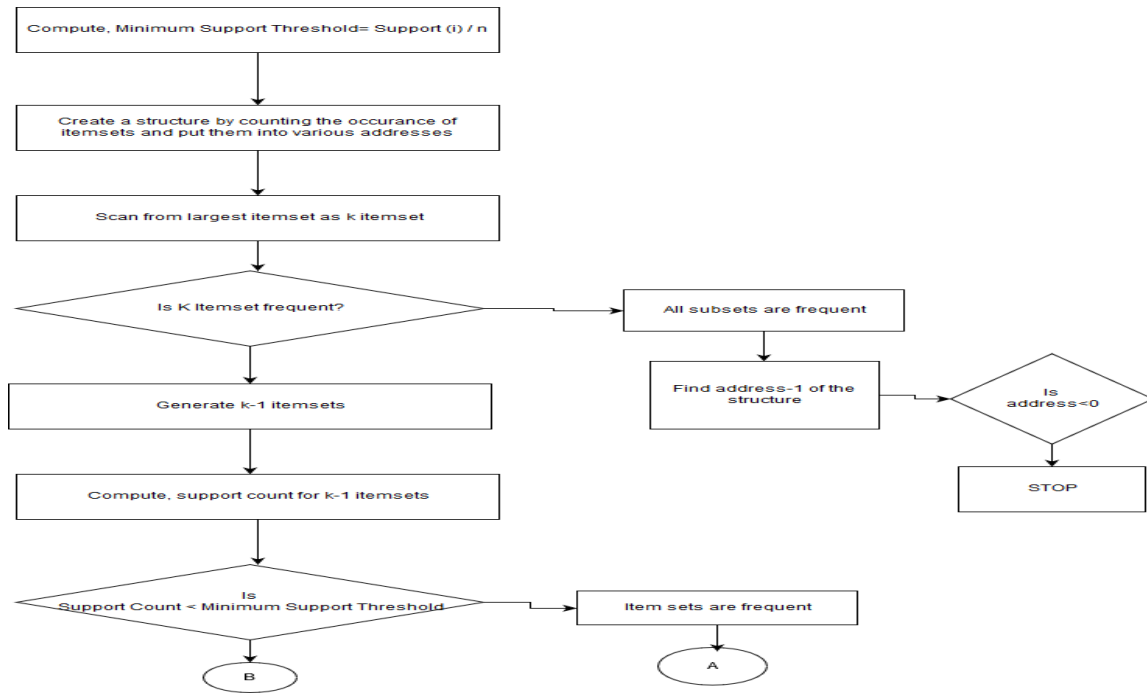 Compute, Minimum Support Threshold= Support (i) / n
Create a structure by counting the occurance of
itemsets and put them into various addresses
Scan from largest itemset as k itemset
Is K Itemset frequent?
All subsets are frequent
Find address-1 of the
structure
Is
address<0
STOP
Generate k-1 itemsets
Compute, support count for k-1 itemsets
Is
Support Count < Minimum Support Threshold
Item sets are frequent
A
B